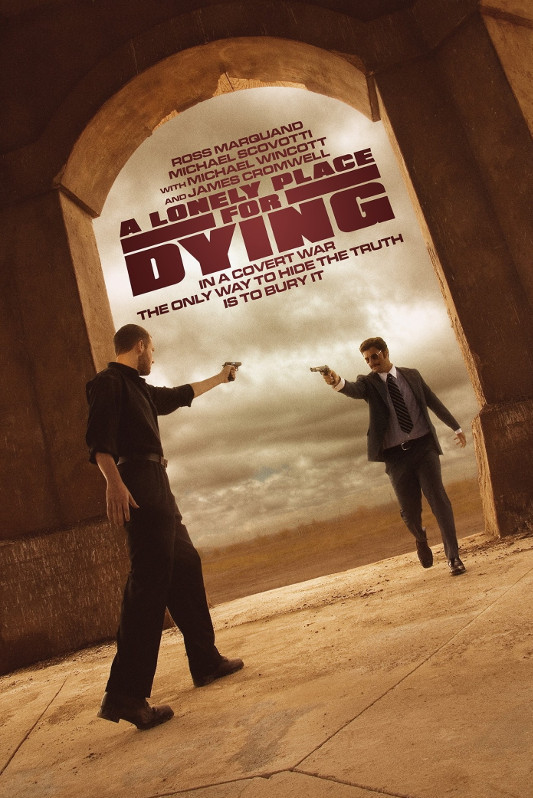 ROSS MARQUAND
MICHAEL SCOVOTTI
WITH MICHAEL WINCOTT
AND JAMES CROMWELL
A LONELY PLACE
FOR
DYING
IN A COVERT WAR
THE ONLY WAY TO HIDE THE TRUTH
IS TO BURY IT